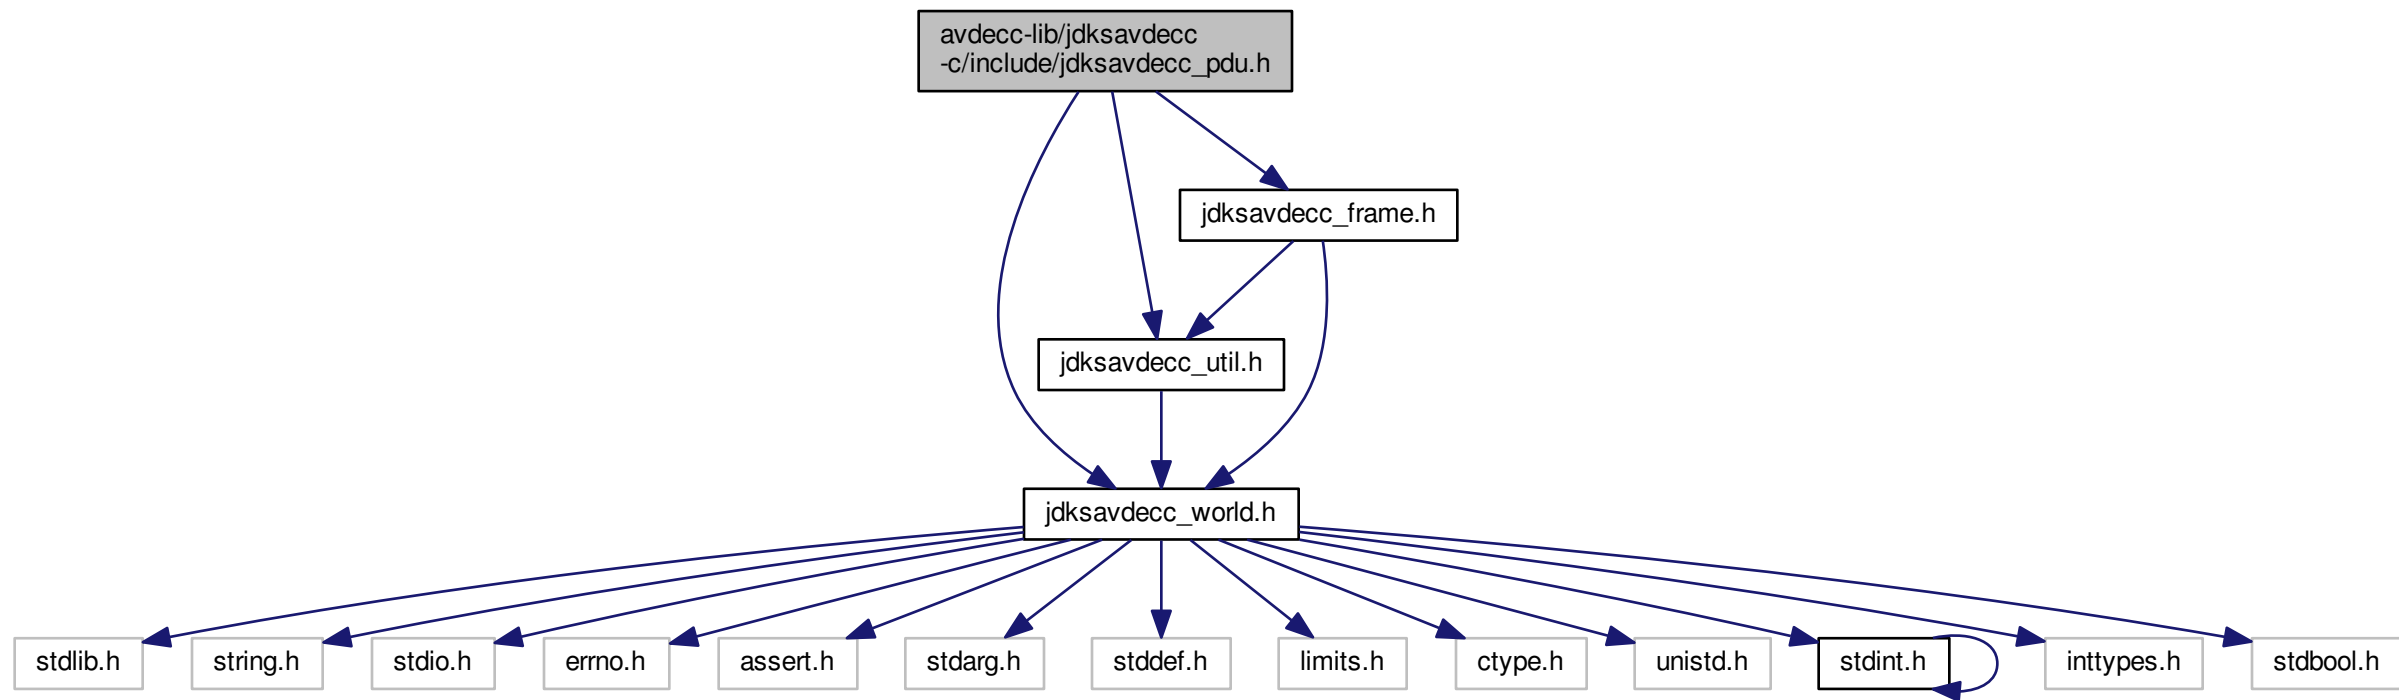 avdecc-lib/jdksavdecc
-c/include/jdksavdecc_pdu.h
jdksavdecc_frame.h
jdksavdecc_util.h
jdksavdecc_world.h
stdlib.h
string.h
stdio.h
errno.h
assert.h
stdarg.h
stddef.h
limits.h
ctype.h
unistd.h
stdint.h
inttypes.h
stdbool.h